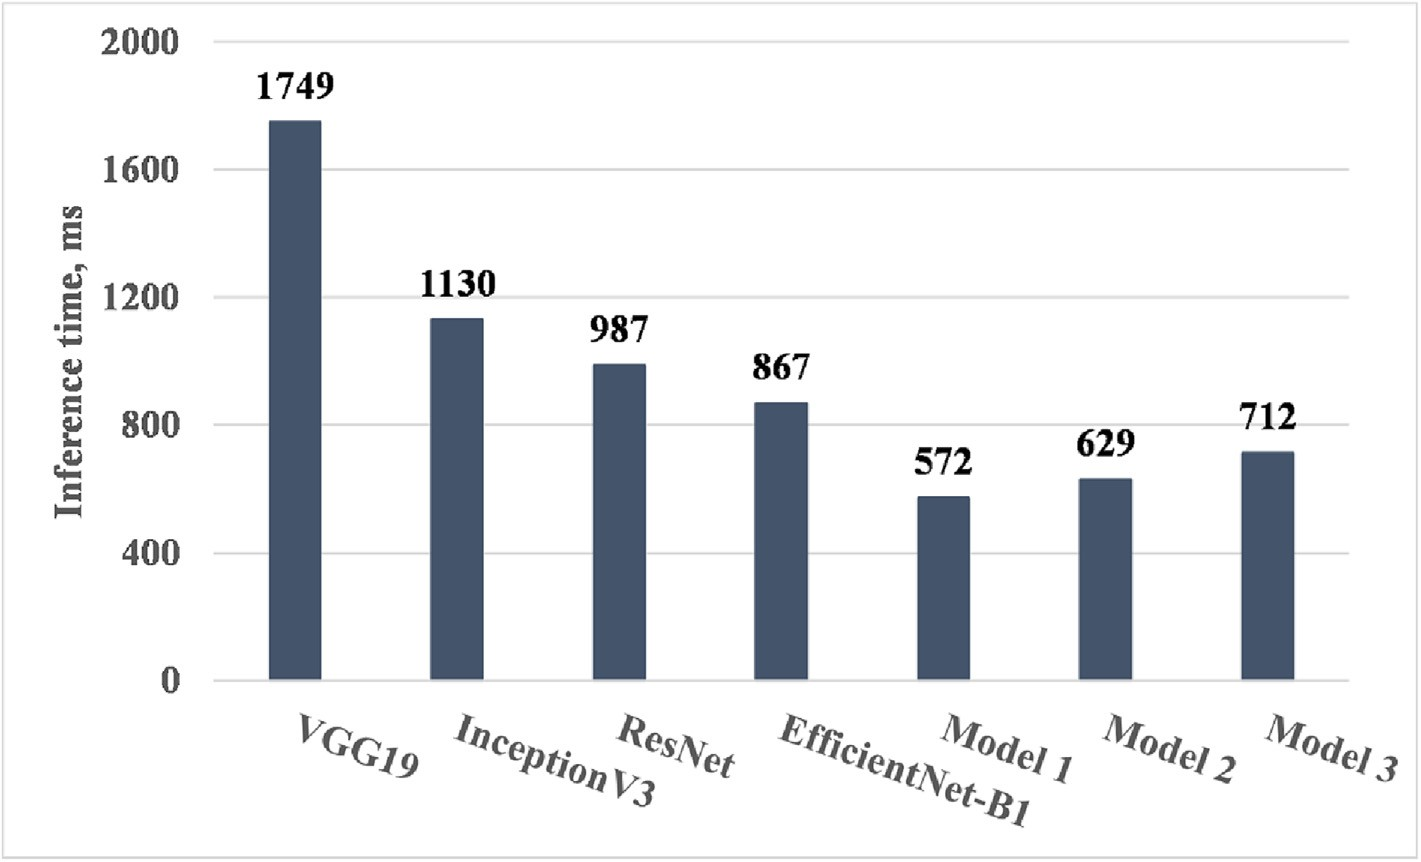 2000
1600
1200
800
400
0
Inference time, ms
1749
1130
987
867
572
629
712
VGG19
InceptionV3
ResNet
EfficientNet-B1
Model 1
Model 2
Model 3